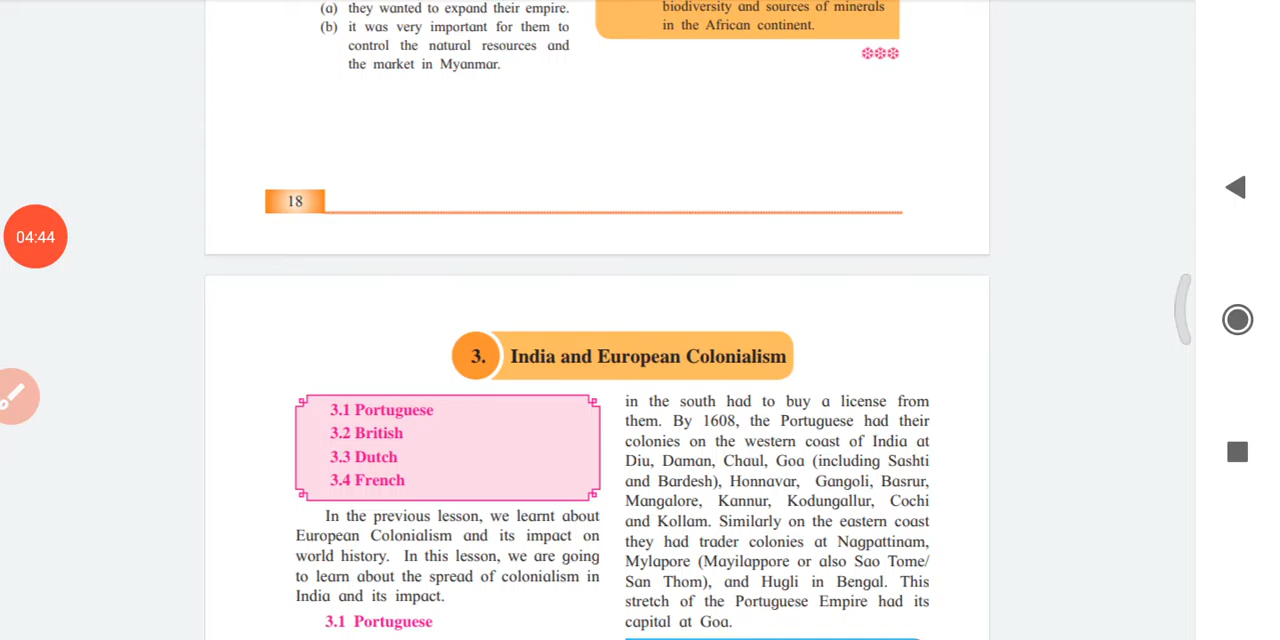 (a) they wanted to expand their empire.
(b) it was very important for them to
control the natural resources and
the market in Myanmar.
biodiversity and sources of minerals
in the African continent.
18
04:44
3. India and European Colonialism
3.1 Portuguese
3.2 British
3.3 Dutch
3.4 French
In the previous lesson, we learnt about
European Colonialism and its impact on
world history. In this lesson, we are going
to learn about the spread of colonialism in
India and its impact.
3.1 Portuguese
in the south had to buy a license from
them. By 1608, the Portuguese had their
colonies on the western coast of India at
Diu, Daman, Chaul, Goa (including Sashti
and Bardesh), Honnavar, Gangoli, Basrur,
Mangalore, Kannur, Kodungallur, Cochi
and Kollam. Similarly on the eastern coast
they had trader colonies at Nagpattinam,
Mylapore (Mayilappore or also Sao Tome/
San Thom), and Hugli in Bengal. This
stretch of the Portuguese Empire had its
capital at Goa.